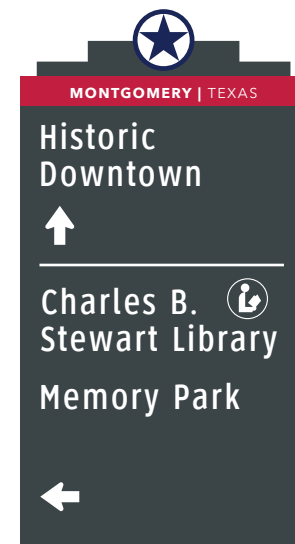 MONTGOMERY | TEXAS
Historic
Downtown
Charles B.
Stewart Library
Memory Park